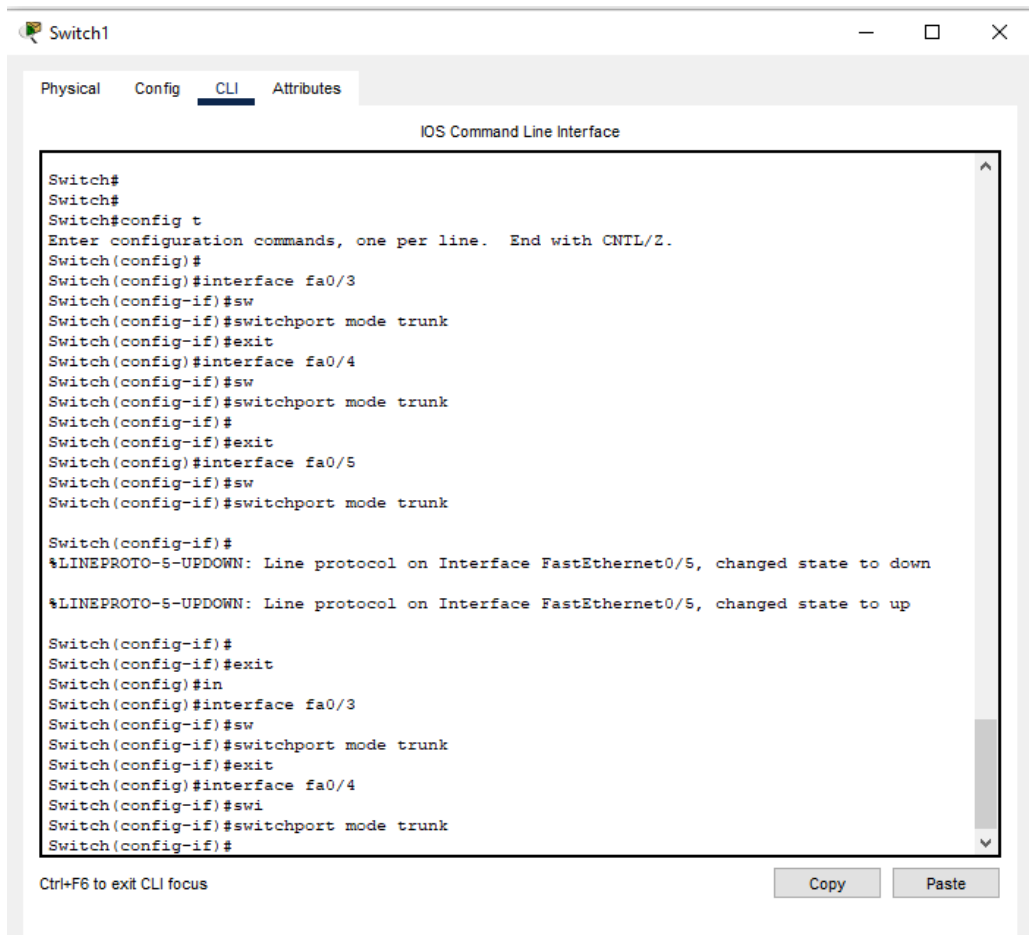 Switch1
Physical Config CLI Attributes
IOS Command Line Interface
Switch#
Switch#
Switch#config t
Enter configuration commands, one per line.  End with CNTL/Z.
Switch(config)#
Switch(config)#interface fa0/3
Switch(config-if)#sw
Switch(config-if)#switchport mode trunk
Switch(config-if)#exit
Switch(config)#interface fa0/4
Switch(config-if)#sw
Switch(config-if)#switchport mode trunk
Switch(config-if)#
Switch(config-if)#exit
Switch(config)#interface fa0/5
Switch(config-if)#sw
Switch(config-if)#switchport mode trunk
Switch(config-if)#
%LINEPROTO-5-UPDOWN: Line protocol on Interface FastEthernet0/5, changed state to down
%LINEPROTO-5-UPDOWN: Line protocol on Interface FastEthernet0/5, changed state to up
Switch(config-if)#
Switch(config-if)#exit
Switch(config)#in
Switch(config)#interface fa0/3
Switch(config-if)#sw
Switch(config-if)#switchport mode trunk
Switch(config-if)#exit
Switch(config)#interface fa0/4
Switch(config-if)#swi
Switch(config-if)#switchport mode trunk
Switch(config-if)#
Ctrl+F6 to exit CLI focus
Copy Paste